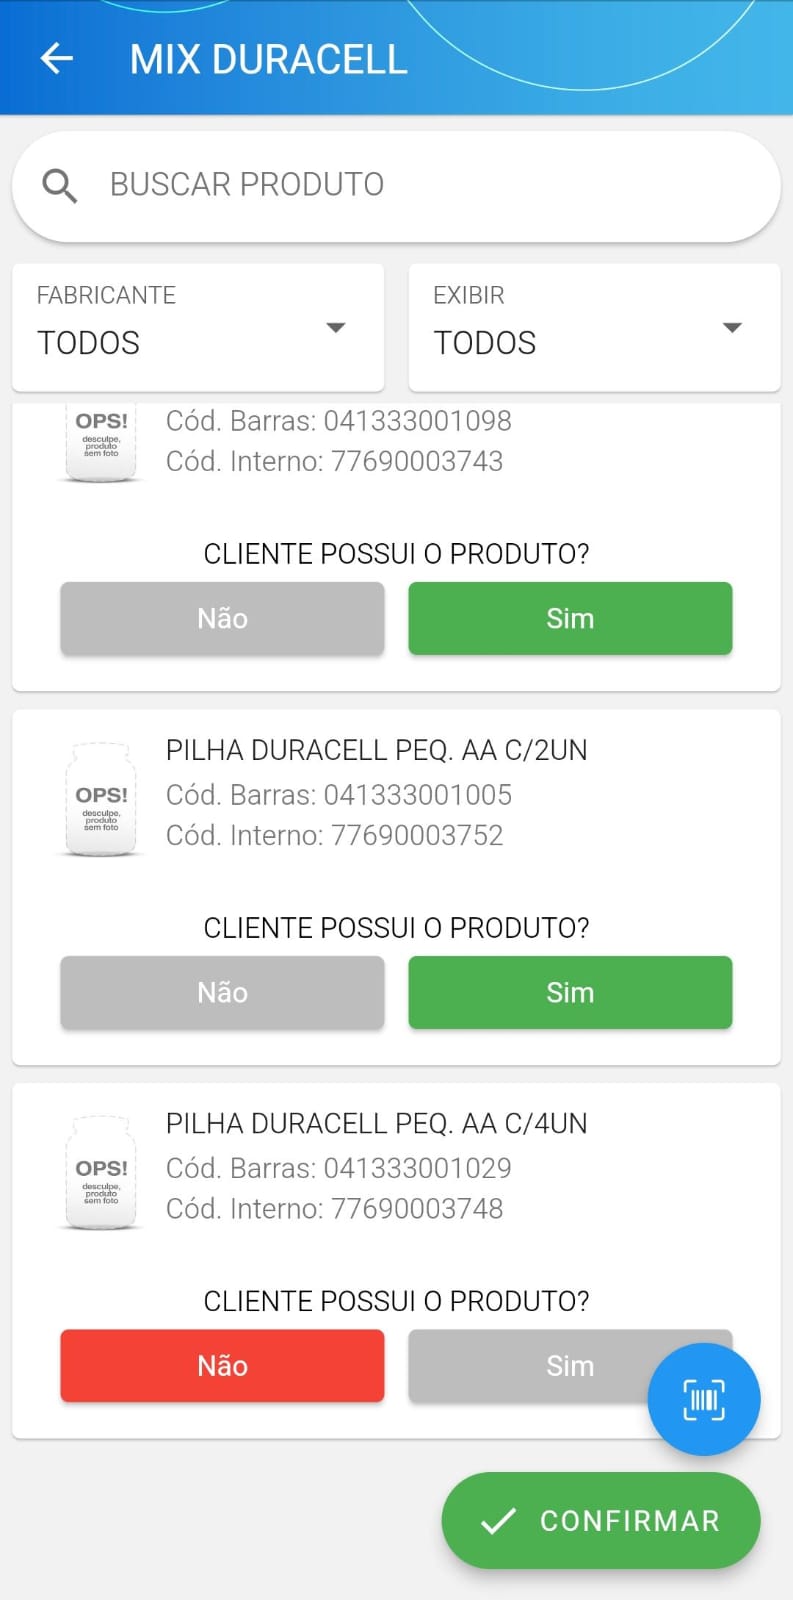 MIX DURACELL
BUSCAR PRODUTO
FABRICANTE
TODOS
EXIBIR
TODOS
OPS!
desculpe,
produto
sem foto
Cód. Barras: 041333001098
Cód. Interno: 77690003743
CLIENTE POSSUI O PRODUTO?
Não
Sim
OPS!
desculpe,
produto
sem foto
PILHA DURACELL PEQ. AA C/2UN
Cód. Barras: 041333001005
Cód. Interno: 77690003752
CLIENTE POSSUI O PRODUTO?
Não
Sim
OPS!
desculpe,
produto
sem foto
PILHA DURACELL PEQ. AA C/4UN
Cód. Barras: 041333001029
Cód. Interno: 77690003748
CLIENTE POSSUI O PRODUTO?
Não
Sim
CONFIRMAR